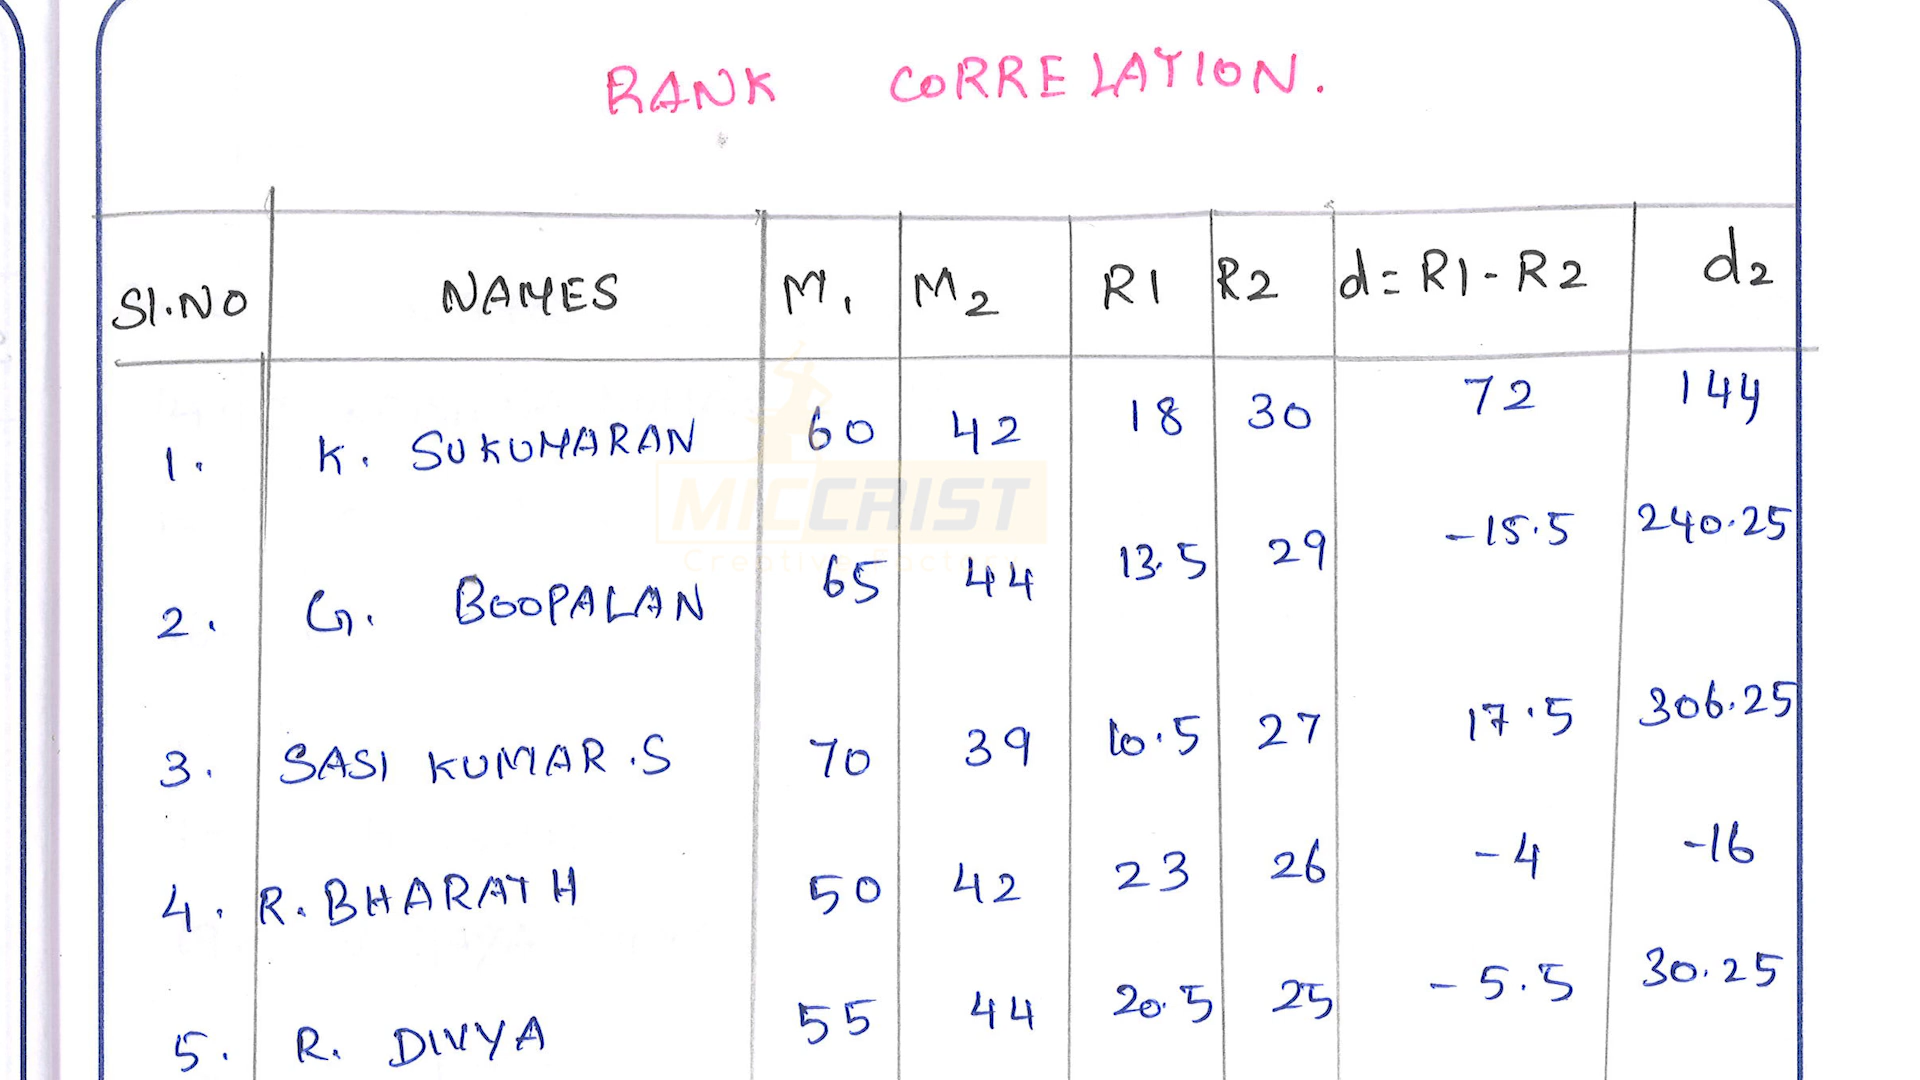 RANK CORRELATION.
Sl.NO NAMES M1 M2 R1 R2 d=R1-R2 d2
1. K. SUKUMARAN 60 42 18 30 72 144
2. G. BOOPALAN 65 44 13.5 29 -15.5 240.25
3. SASI KUMAR.S 70 39 10.5 27 17.5 306.25
4. R.BHARATH 50 42 23 26 -4 -16
5. R. DIVYA 55 44 20.5 25 -5.5 30.25
MICCRIST
Creative Factory